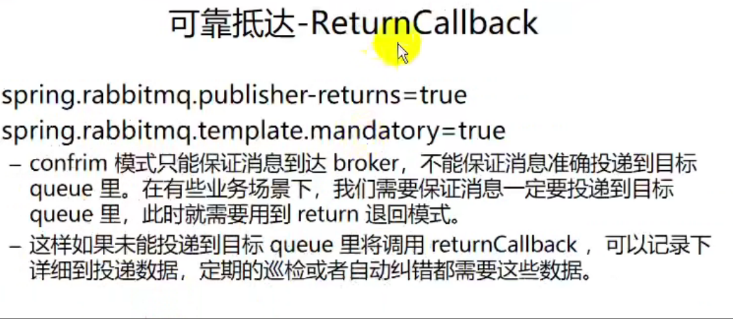 可靠抵达-ReturnCallback
spring.rabbitmq.publisher-returns=true
spring.rabbitmq.template.mandatory=true
– confrim 模式只能保证消息到达 broker，不能保证消息准确投递到目标
queue 里。在有些业务场景下，我们需要保证消息一定要投递到目标
queue 里，此时就需要用到 return 退回模式。
– 这样如果未能投递到目标 queue 里将调用 returnCallback ，可以记录下
详细到投递数据，定期的巡检或者自动纠错都需要这些数据。